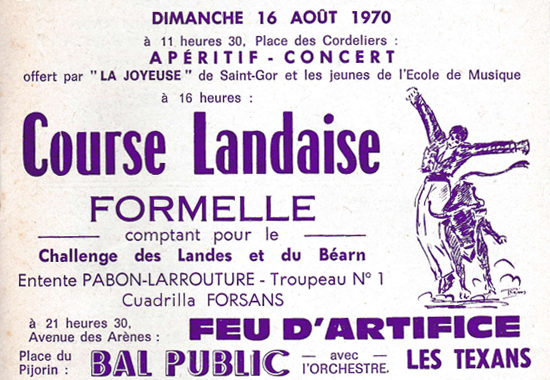 DIMANCHE 16 AOÛT 1970
à 11 heures 30, Place des Cordeliers :
APÉRITIF - CONCERT
offert par "LA JOYEUSE" de Saint-Gor et les jeunes de l'Ecole de Musique
à 16 heures :
Course Landaise
FORMELLE
comptant pour le
Challenge des Landes et du Béarn
Entente PABON-LARROUTURE - Troupeau N° 1
Cuadrilla FORSANS
à 21 heures 30,
Avenue des Arènes : FEU D'ARTIFICE
Place du
Pijorin : BAL PUBLIC — avec — l'ORCHESTRE. LES TEXANS